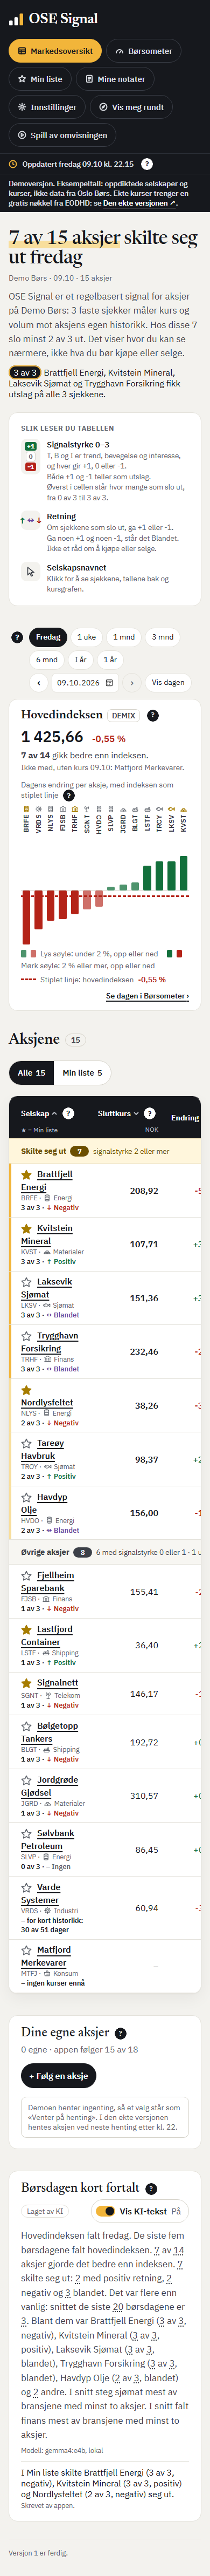 OSE Signal
Markedsoversikt
Børsometer
Min liste
Mine notater
Innstillinger
Vis meg rundt
Spill av omvisningen
Oppdatert fredag 09.10 kl. 22.15 ?
Demoversjon. Eksempeltall: oppdiktede selskaper og
kurser, ikke data fra Oslo Børs. Ekte kurser trenger en
gratis nøkkel fra EODHD: se Den ekte versjonen ↗.
7 av 15 aksjer skilte seg
ut fredag
Demo Børs · 09.10 · 15 aksjer
OSE Signal er et regelbasert signal for aksjer
på Demo Børs: 3 faste sjekker måler kurs og
volum mot aksjens egen historikk. Hos disse 7
slo minst 2 av 3 ut. Det viser hvor du kan se
nærmere, ikke hva du bør kjøpe eller selge.
3 av 3 Brattfjell Energi, Kvitstein Mineral,
Laksevik Sjømat og Trygghavn Forsikring fikk
utslag på alle 3 sjekkene.
SLIK LESER DU TABELLEN
+1
0
−1
Signalstyrke 0–3
T, B og I er trend, bevegelse og interesse,
og hver gir +1, 0 eller −1.
Både +1 og −1 teller som utslag.
Øverst i cellen står hvor mange som slo ut,
fra 0 av 3 til 3 av 3.
↑ ↔ ↓
Retning
Om sjekkene som slo ut, ga +1 eller −1.
Ga noen +1 og noen −1, står det Blandet.
Ikke et råd om å kjøpe eller selge.
Selskapsnavnet
Klikk for å se sjekkene, tallene bak og
kursgrafen.
? Fredag 1 uke 1 mnd 3 mnd
6 mnd I år 1 år
‹ 09.10.2026 › Vis dagen
Hovedindeksen DEMIX ?
1 425,66 -0,55 %
7 av 14 gikk bedre enn indeksen.
Ikke med, uten kurs 09.10: Matfjord Merkevarer.
Dagens endring per aksje, med indeksen som
stiplet linje ?
BRFE VRDS NLYS FJSB TRHF SGNT HVDO SLVP JGRD BLGT LSTF TROY LKSV KVST
Lys søyle: under 2 %, opp eller ned
Mørk søyle: 2 % eller mer, opp eller ned
Stiplet linje: hovedindeksen -0,55 %
Se dagen i Børsometer ›
Aksjene 15
Alle 15 Min liste 5
Selskap ? Sluttkurs ? Endring
★ = Min liste NOK
Skilte seg ut 7 signalstyrke 2 eller mer
Brattfjell
Energi 208,92
BRFE · Energi
3 av 3 · ↓ Negativ
Kvitstein
Mineral 107,71
KVST · Materialer
3 av 3 · ↑ Positiv
Laksevik
Sjømat 151,36
LKSV · Sjømat
3 av 3 · ↔ Blandet
Trygghavn
Forsikring 232,46
TRHF · Finans
3 av 3 · ↔ Blandet
Nordlysfeltet 38,26
NLYS · Energi
2 av 3 · ↓ Negativ
Tarøy
Havbruk 98,37
TROY · Sjømat
2 av 3 · ↑ Positiv
Havdyp
Olje 156,00
HVDO · Energi
2 av 3 · ↔ Blandet
Øvrige aksjer 8 6 med signalstyrke 0 eller 1 · 1
Fjellheim
Sparebank 155,41
FJSB · Finans
1 av 3 · ↓ Negativ
Lastfjord
Container 36,40
LSTF · Shipping
1 av 3 · ↑ Positiv
Signalnett 146,17
SGNT · Telekom
1 av 3 · ↓ Negativ
Bølgetopp
Tankers 192,72
BLGT · Shipping
1 av 3 · ↓ Negativ
Jordgrøde
Gjødsel 310,57
JGRD · Materialer
1 av 3 · ↓ Negativ
Sølvbank
Petroleum 86,45
SLVP · Energi
0 av 3 · – Ingen
Varde
Systemer 60,94
VRDS · Industri
– for kort historikk:
30 av 51 dager
Matfjord
Merkevarer –
MTFJ · Konsum
– ingen kurser ennå
Dine egne aksjer ?
0 egne · appen følger 15 av 18
+ Følg en aksje
Demoen henter ingenting, så et valg står som
«Venter på henting». I den ekte versjonen
hentes aksjen ved neste henting etter kl. 22.
Børsdagen kort fortalt ?
Laget av KI Vis KI-tekst På
Hovedindeksen falt fredag. De siste fem
børsdagene falt hovedindeksen. 7 av 14
aksjer gjorde det bedre enn indeksen. 7
skilte seg ut: 2 med positiv retning, 2
negativ og 3 blandet. Det var flere enn
vanlig: snittet de siste 20 børsdagene er
3. Blant dem var Brattfjell Energi (3 av 3,
negativ), Kvitstein Mineral (3 av 3,
positiv), Laksevik Sjømat (3 av 3,
blandet), Trygghavn Forsikring (3 av 3,
blandet), Havdyp Olje (2 av 3, blandet)
og 2 andre. I snitt steg sjømat mest av
bransjene med minst to aksjer. I snitt falt
finans mest av bransjene med minst to
aksjer.
Modell: gemma4:e4b, lokal
I Min liste skilte Brattfjell Energi (3 av 3,
negativ), Kvitstein Mineral (3 av 3, positiv)
og Nordlysfeltet (2 av 3, negativ) seg ut.
Skrevet av appen.
Versjon 1 er ferdig.